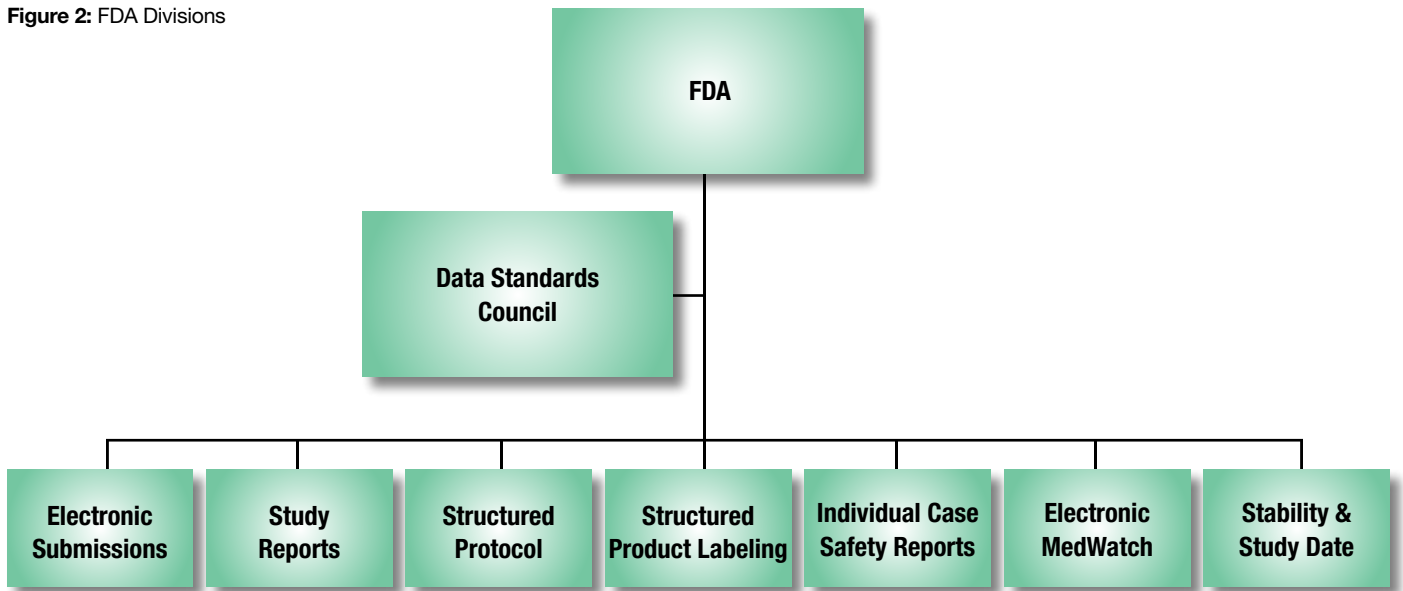 Figure 2: FDA Divisions
FDA
Data Standards
Council
Electronic
Submissions
Study
Reports
Structured
Protocol
Structured
Product Labeling
Individual Case
Safety Reports
Electronic
MedWatch
Stability &
Study Date